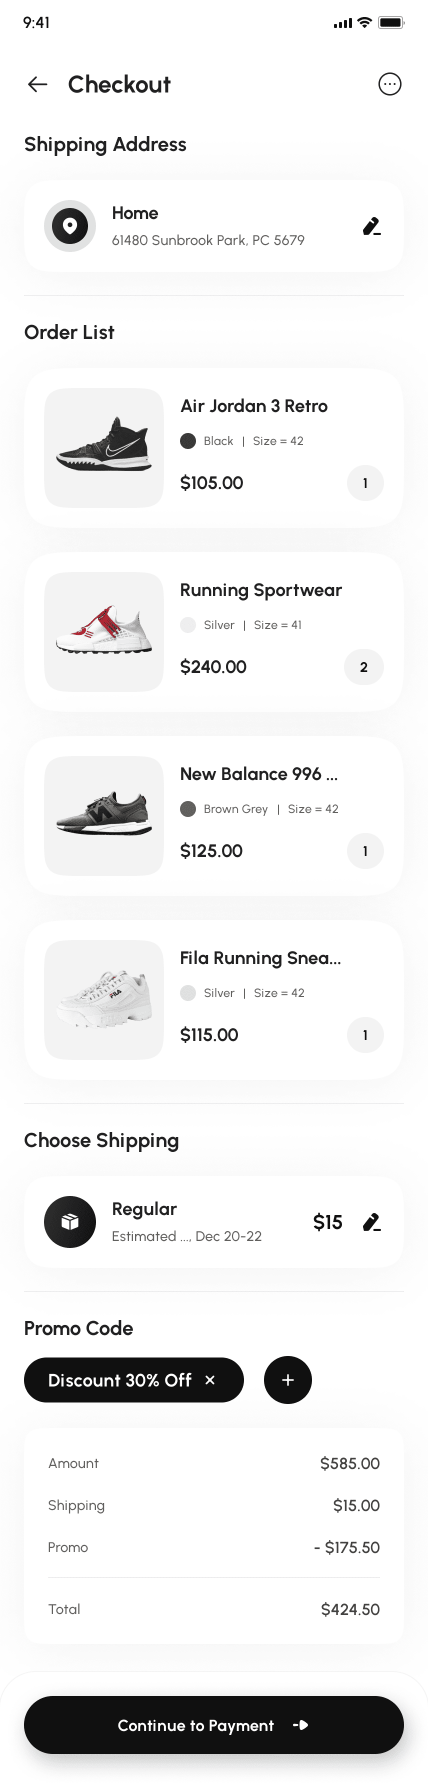 9:41
Checkout
Shipping Address
Home
61480 Sunbrook Park, PC 5679
Order List
Air Jordan 3 Retro
Black | Size = 42
$105.00 1
Running Sportwear
Silver | Size = 41
$240.00 2
New Balance 996 ...
Brown Grey | Size = 42
$125.00 1
Fila Running Snea...
FILA
Silver | Size = 42
$115.00 1
Choose Shipping
Regular
Estimated ..., Dec 20-22
$15
Promo Code
Discount 30% Off
Amount $585.00
Shipping $15.00
Promo - $175.50
Total $424.50
Continue to Payment